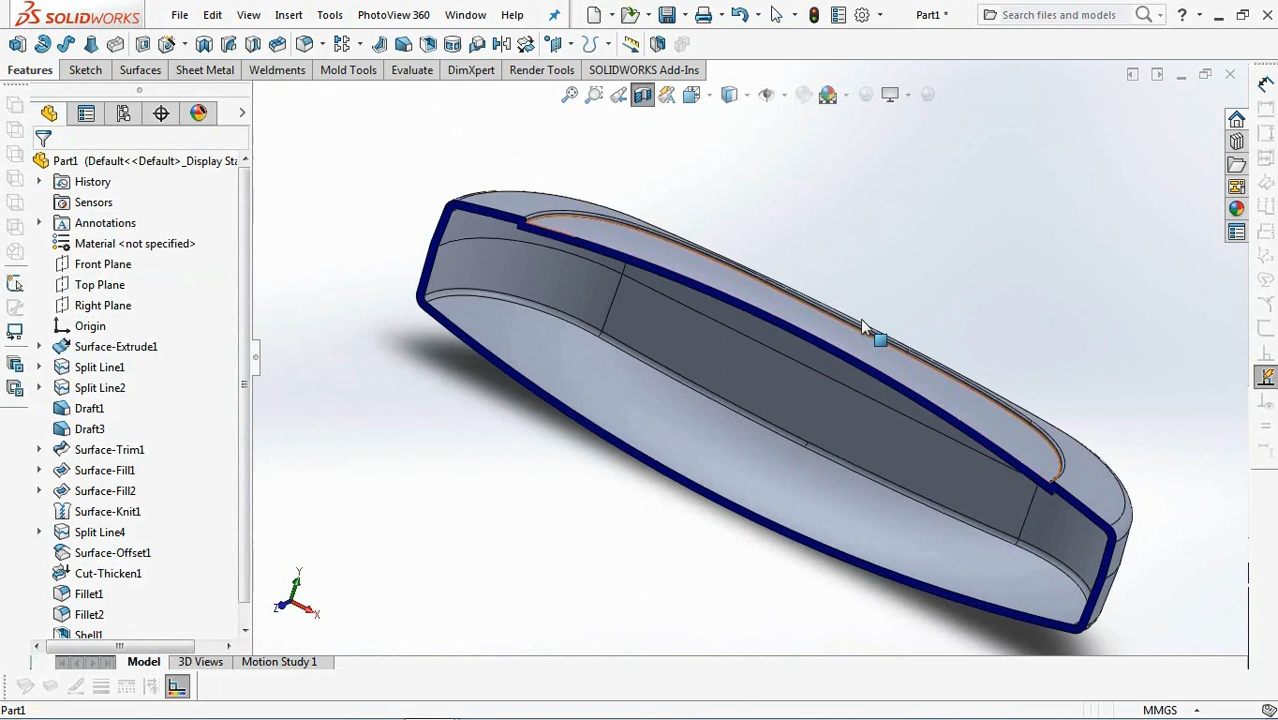 SOLIDWORKS File Edit View Insert Tools PhotoView 360 Window Help Part1 * Search files and models ?
Features Sketch Surfaces Sheet Metal Weldments Mold Tools Evaluate DimXpert Render Tools SOLIDWORKS Add-Ins
Part1 (Default<<Default>_Display Sta
History
Sensors
Annotations
Material <not specified>
Front Plane
Top Plane
Right Plane
Origin
Surface-Extrude1
Split Line1
Split Line2
Draft1
Draft3
Surface-Trim1
Surface-Fill1
Surface-Fill2
Surface-Knit1
Split Line4
Surface-Offset1
Cut-Thicken1
Fillet1
Fillet2
Shell1
Y
Z
X
Model 3D Views Motion Study 1
Part1 MMGS